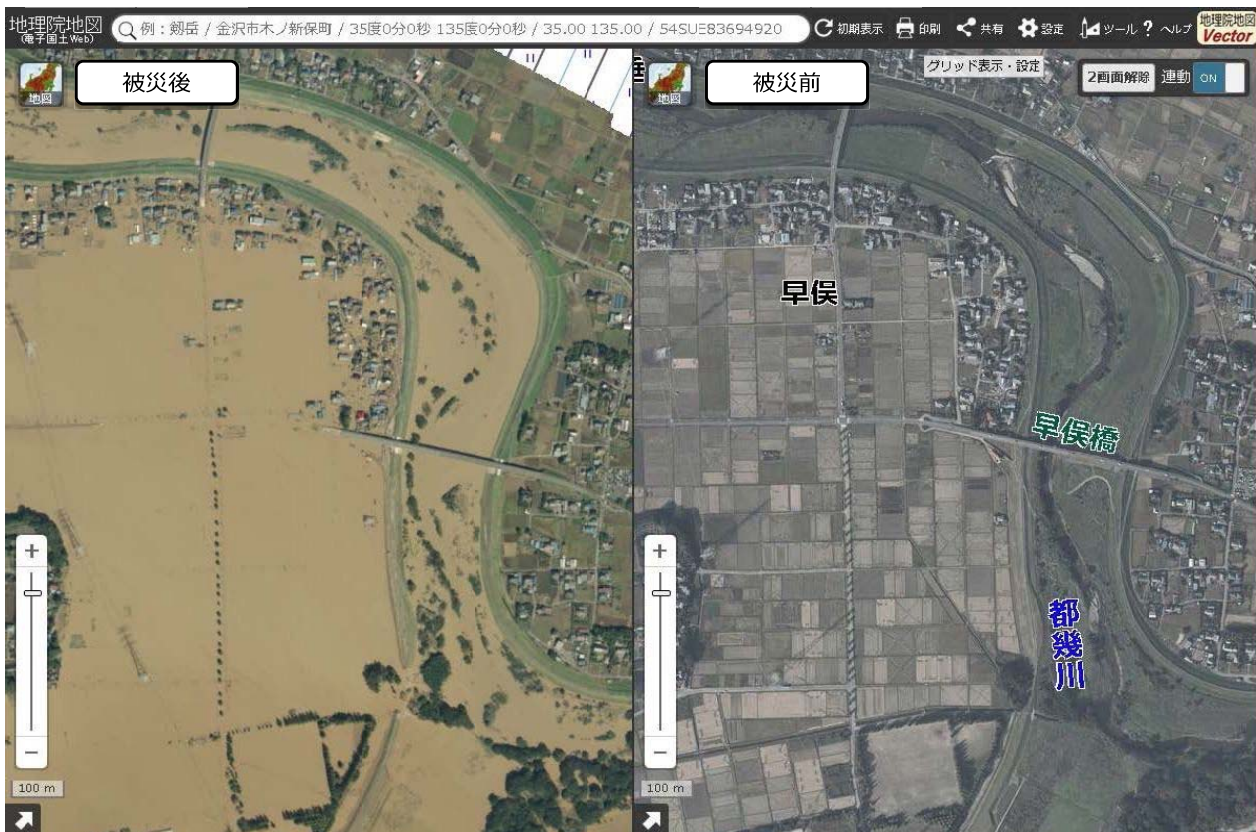 地理院地図
(電子国土Web)
例：剱岳 / 金沢市木ノ新保町 / 35度0分0秒 135度0分0秒 / 35.00 135.00 / 54SUE83694920
初期表示
印刷
共有
設定
ツール
? ヘルプ
地理院地図
Vector
地図
被災後
地図
被災前
グリッド表示・設定
2画面解除
連動
ON
早俣
早俣橋
都幾川
+
−
100 m
+
−
100 m